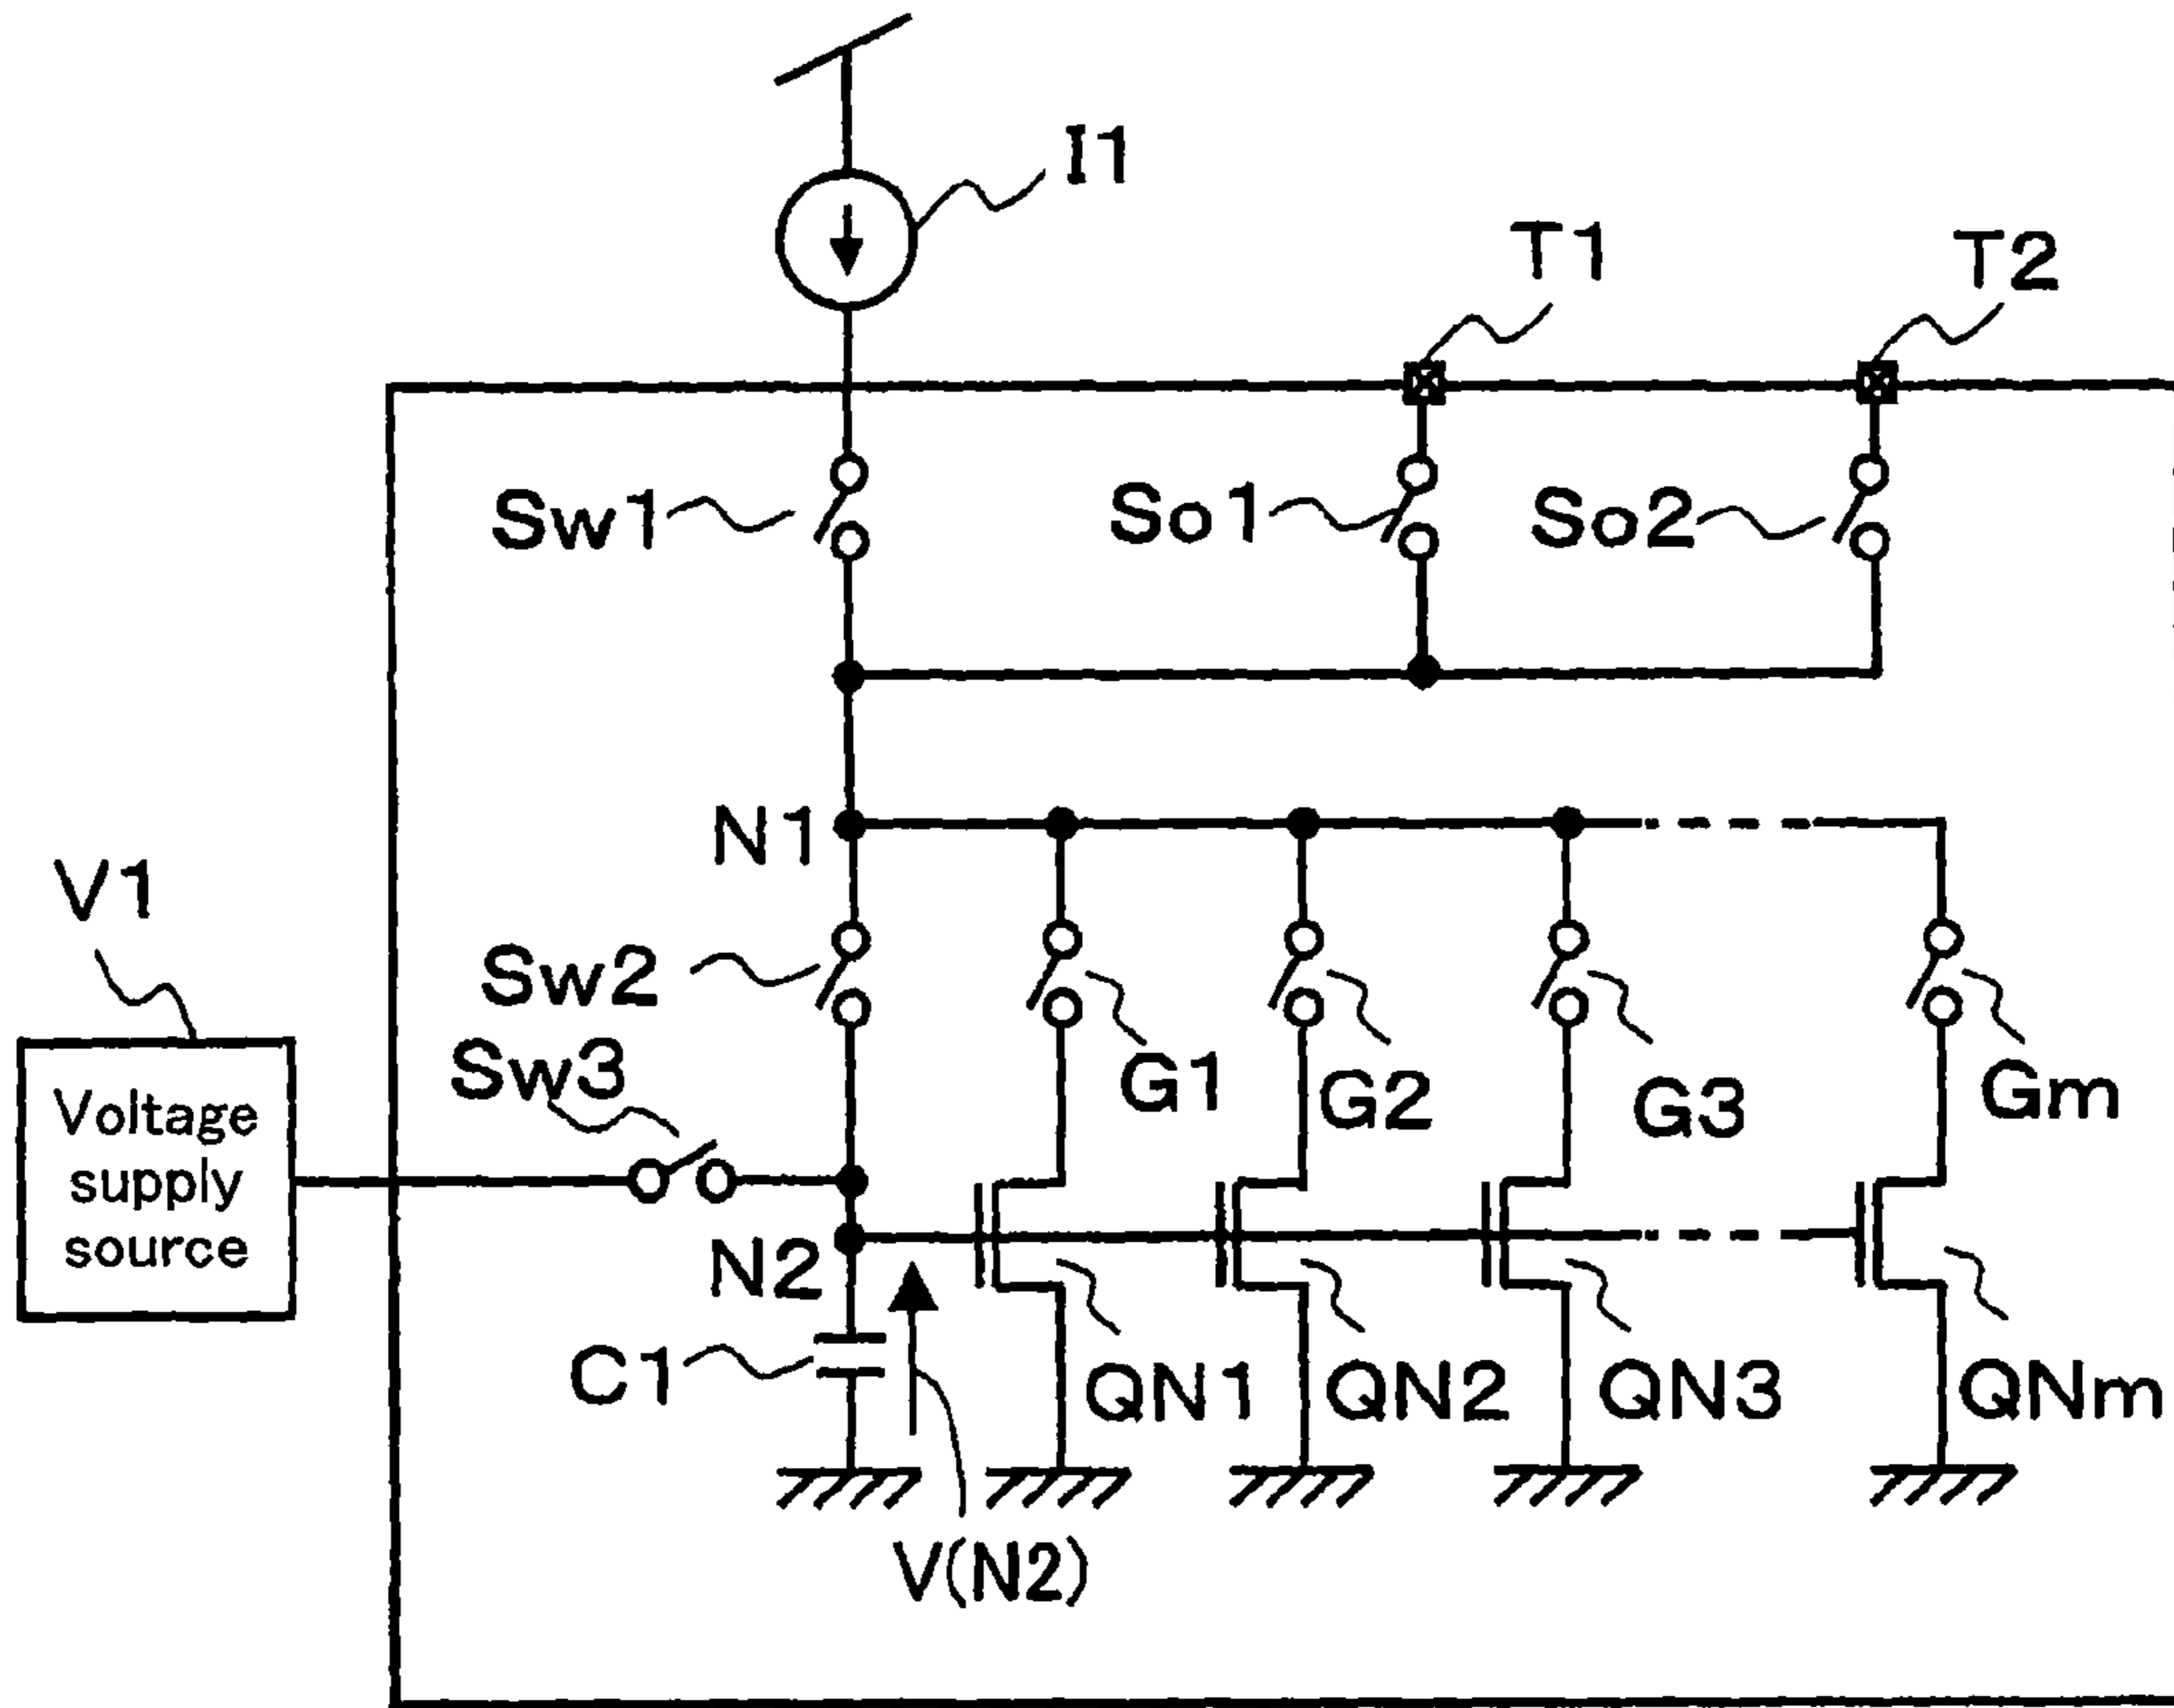 I1
T1
T2
Sw1
So1
So2
N1
V1
Sw2
Sw3
G1
G2
G3
Gm
Voltage
supply
source
N2
C1
QN1
QN2
QN3
QNm
V(N2)